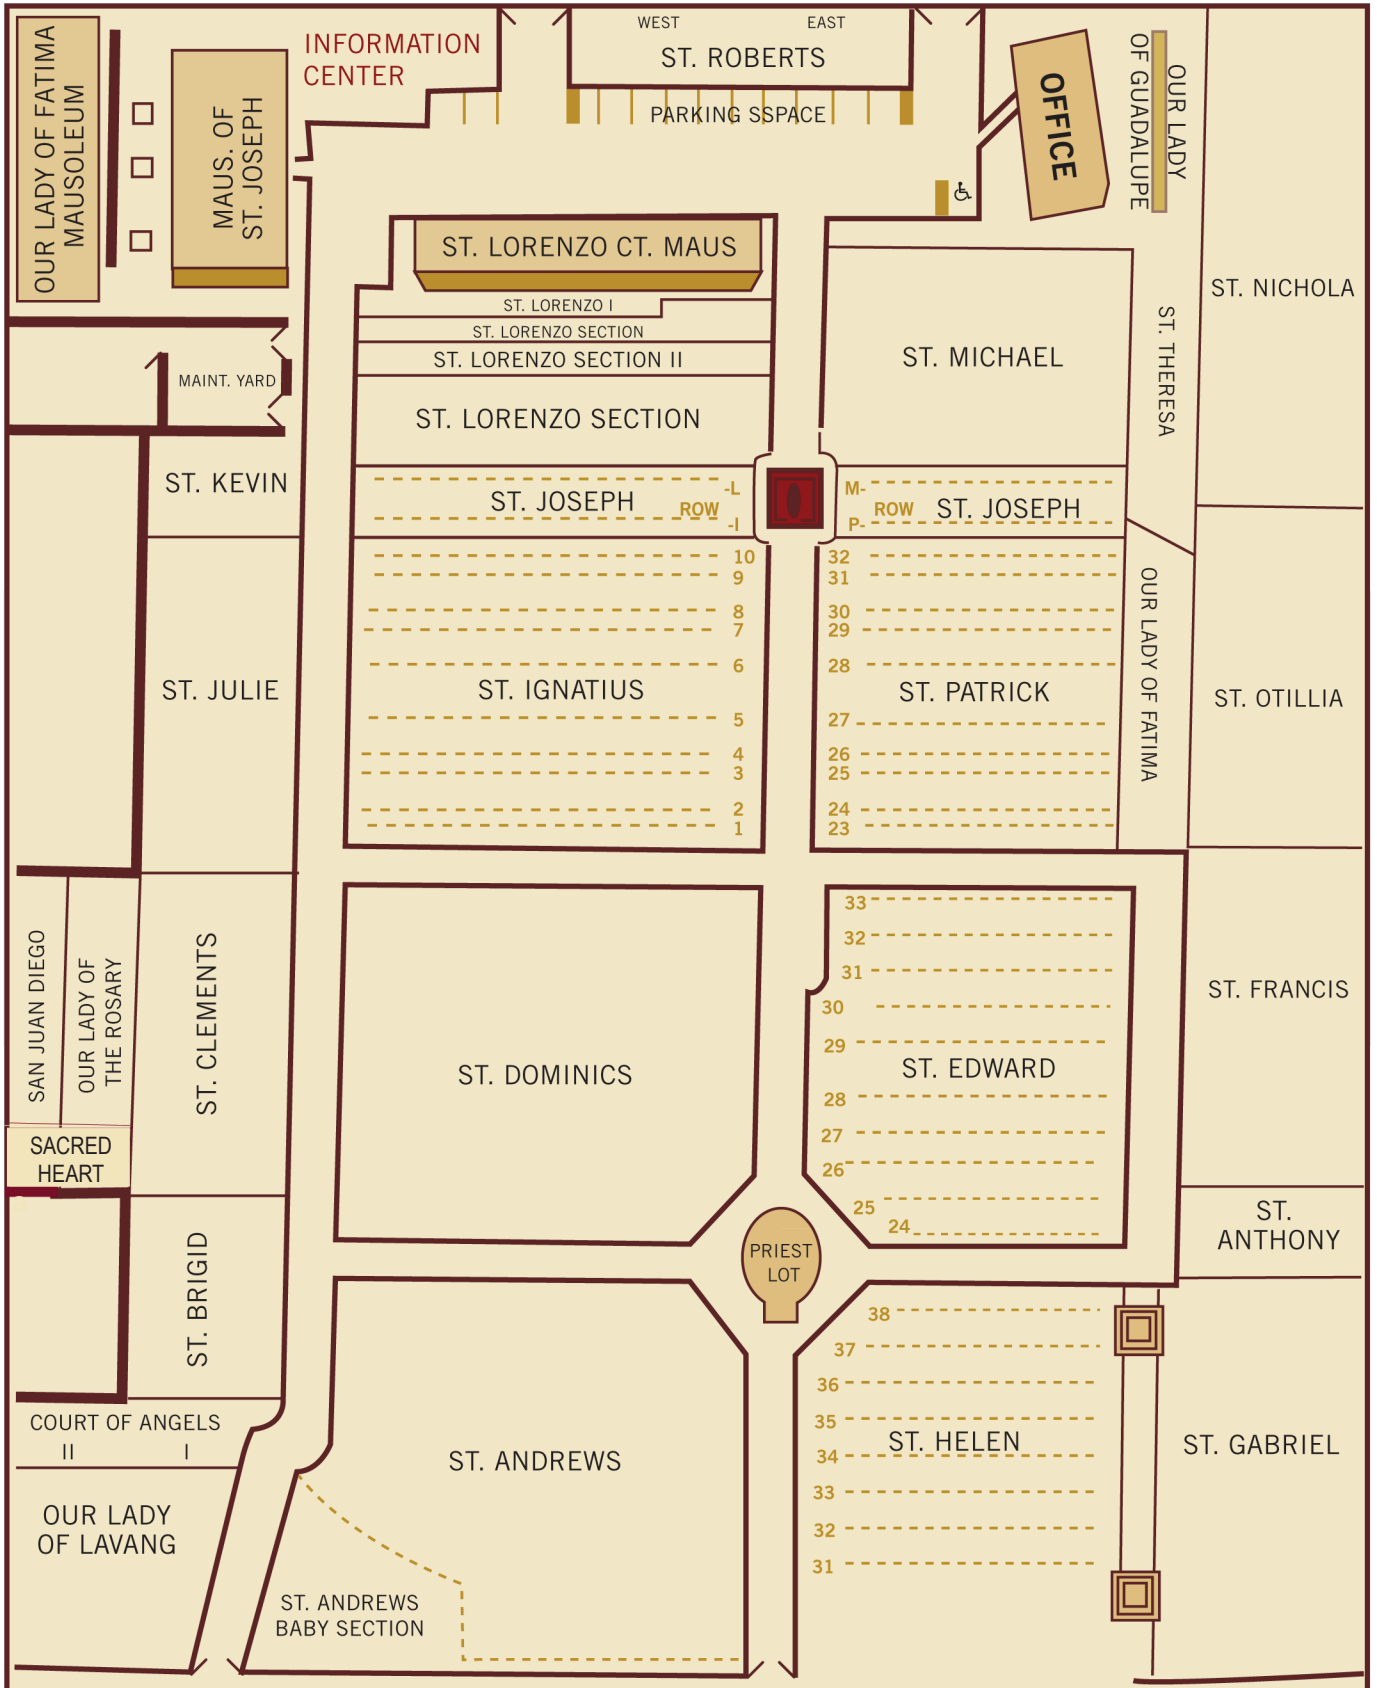 OUR LADY OF FATIMA
MAUSOLEUM
MAUS. OF
ST. JOSEPH
INFORMATION
CENTER
WEST
EAST
ST. ROBERTS
PARKING SSPACE
OFFICE
OUR LADY
OF GUADALUPE
ST. LORENZO CT. MAUS
ST. LORENZO I
ST. LORENZO SECTION
ST. LORENZO SECTION II
ST. LORENZO SECTION
ST. MICHAEL
ST. THERESA
ST. NICHOLA
MAINT. YARD
ST. KEVIN
ST. JOSEPH
ROW
-L
-I
M-
P-
ROW
ST. JOSEPH
10
9
8
7
6
5
4
3
2
1
ST. IGNATIUS
32
31
30
29
28
27
26
25
24
23
ST. PATRICK
OUR LADY OF FATIMA
ST. OTILLIA
ST. JULIE
SAN JUAN DIEGO
OUR LADY OF
THE ROSARY
ST. CLEMENTS
ST. DOMINICS
33
32
31
30
29
28
27
26
25
24
ST. EDWARD
ST. FRANCIS
SACRED
HEART
ST. BRIGID
PRIEST
LOT
ST.
ANTHONY
COURT OF ANGELS
II
I
OUR LADY
OF LAVANG
ST. ANDREWS
ST. ANDREWS
BABY SECTION
38
37
36
35
34
33
32
31
ST. HELEN
ST. GABRIEL